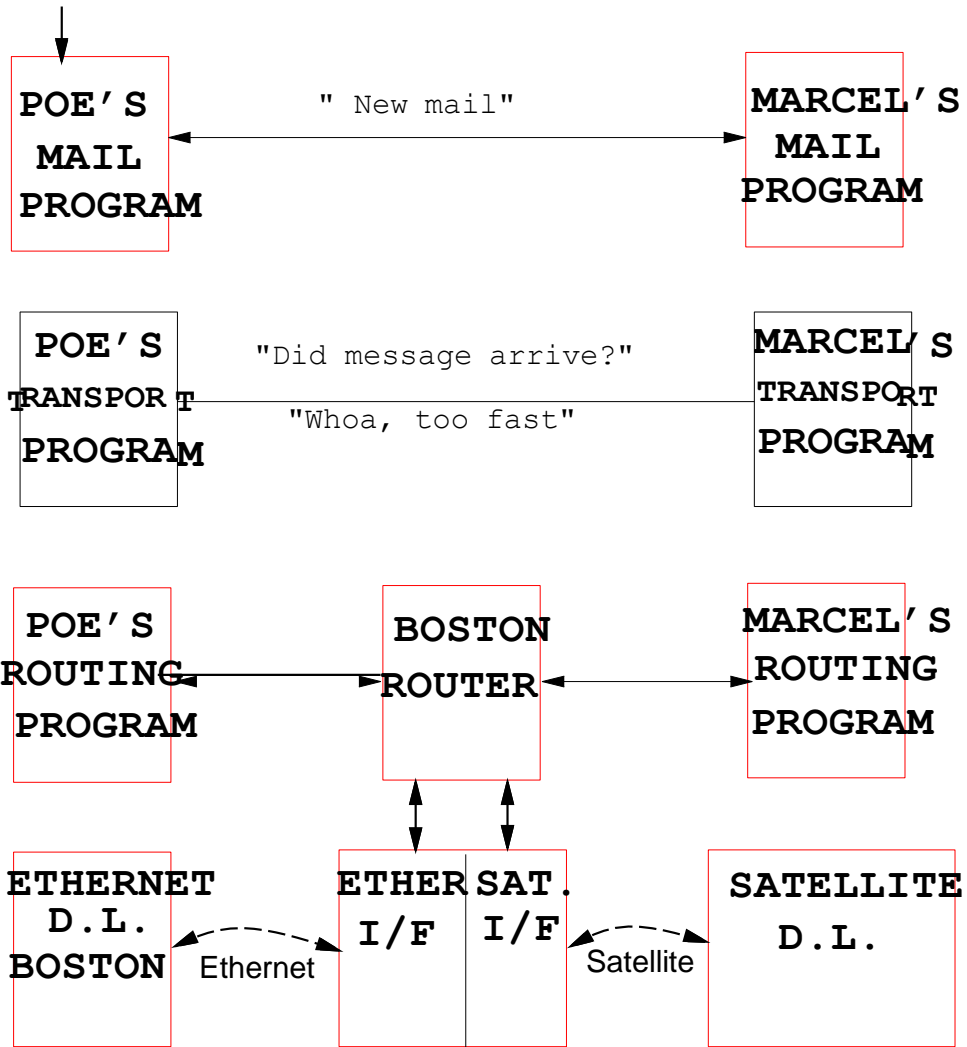 POE'S
MAIL
PROGRAM
" New mail"
MARCEL'S
MAIL
PROGRAM
POE'S
TRANSPORT
PROGRAM
"Did message arrive?"
"Whoa, too fast"
MARCEL'S
TRANSPORT
PROGRAM
POE'S
ROUTING
PROGRAM
BOSTON
ROUTER
MARCEL'S
ROUTING
PROGRAM
ETHERNET
D.L.
BOSTON
Ethernet
ETHER
I/F
SAT.
I/F
Satellite
SATELLITE
D.L.